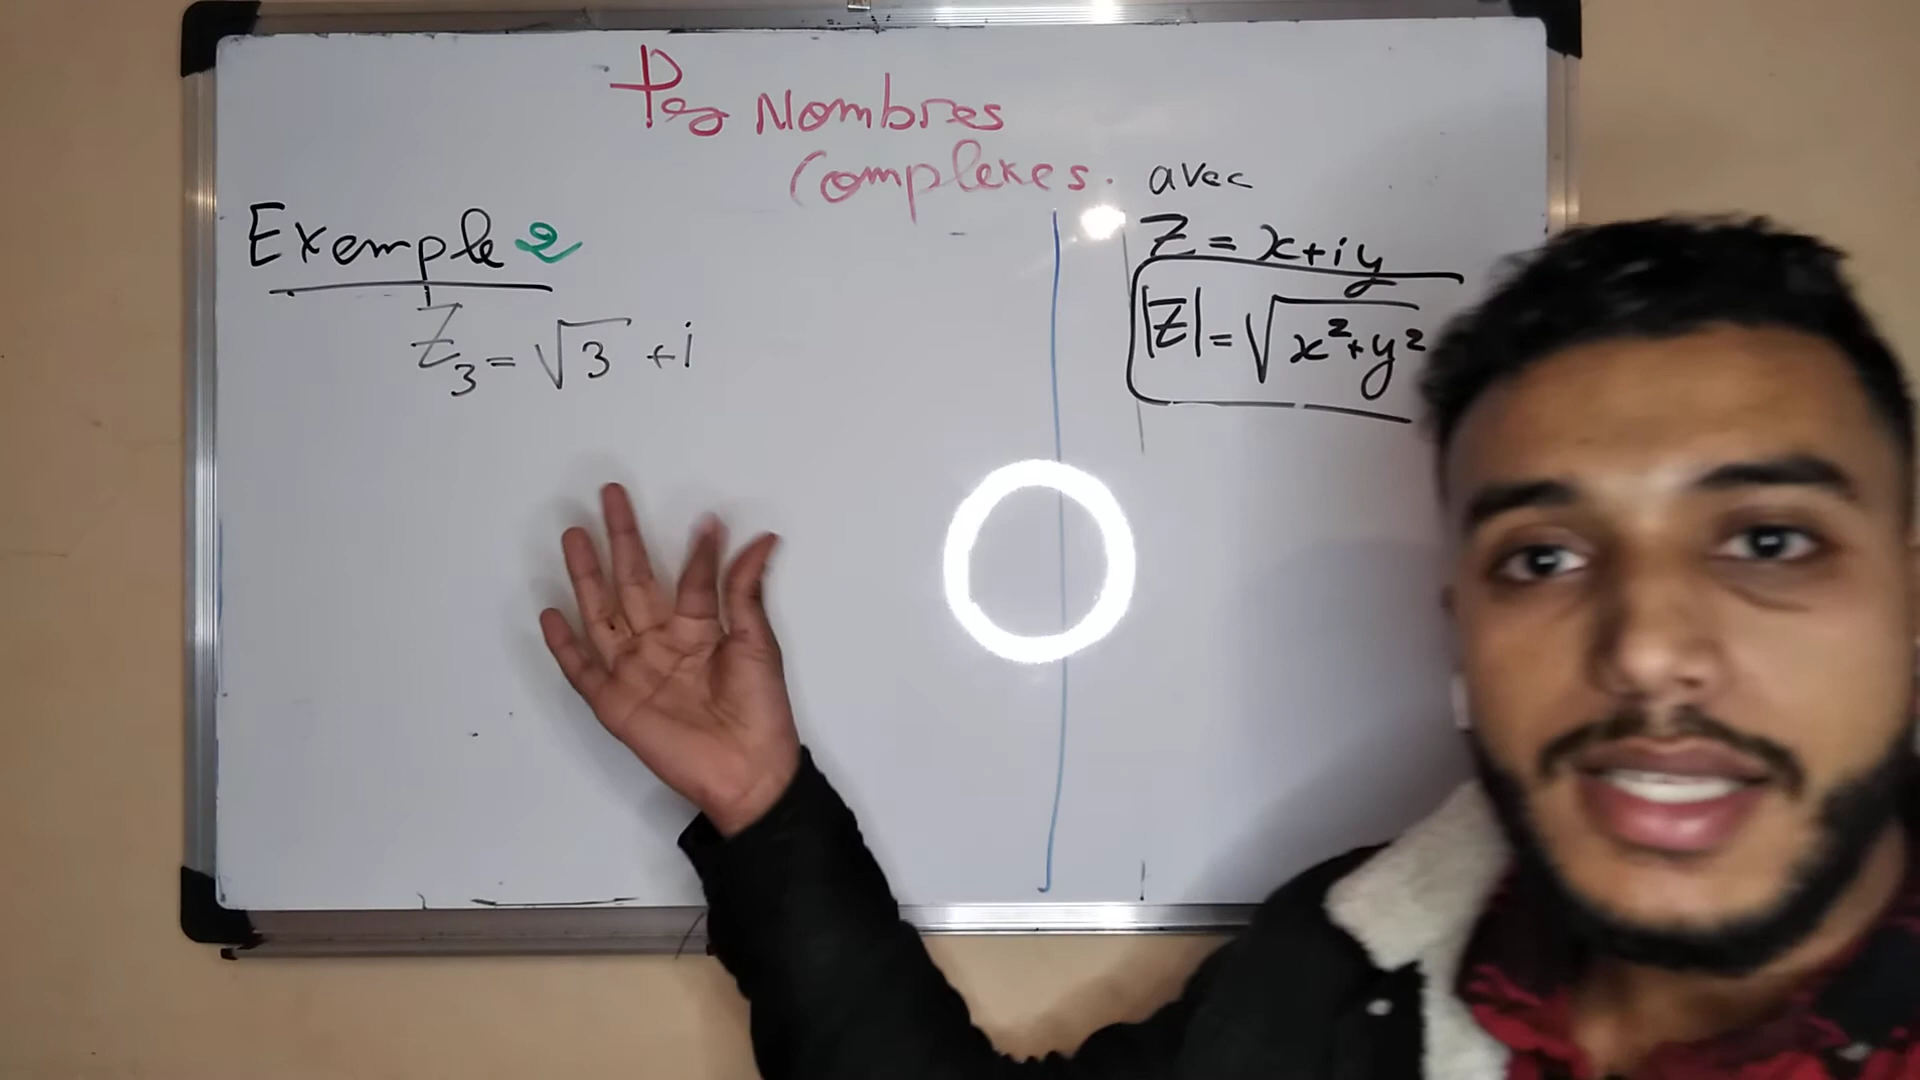 Les Nombres
Complexes.
Exemple 2
Z₃ = √3 + i
avec
Z = x+iy
|Z| = √x²+y²